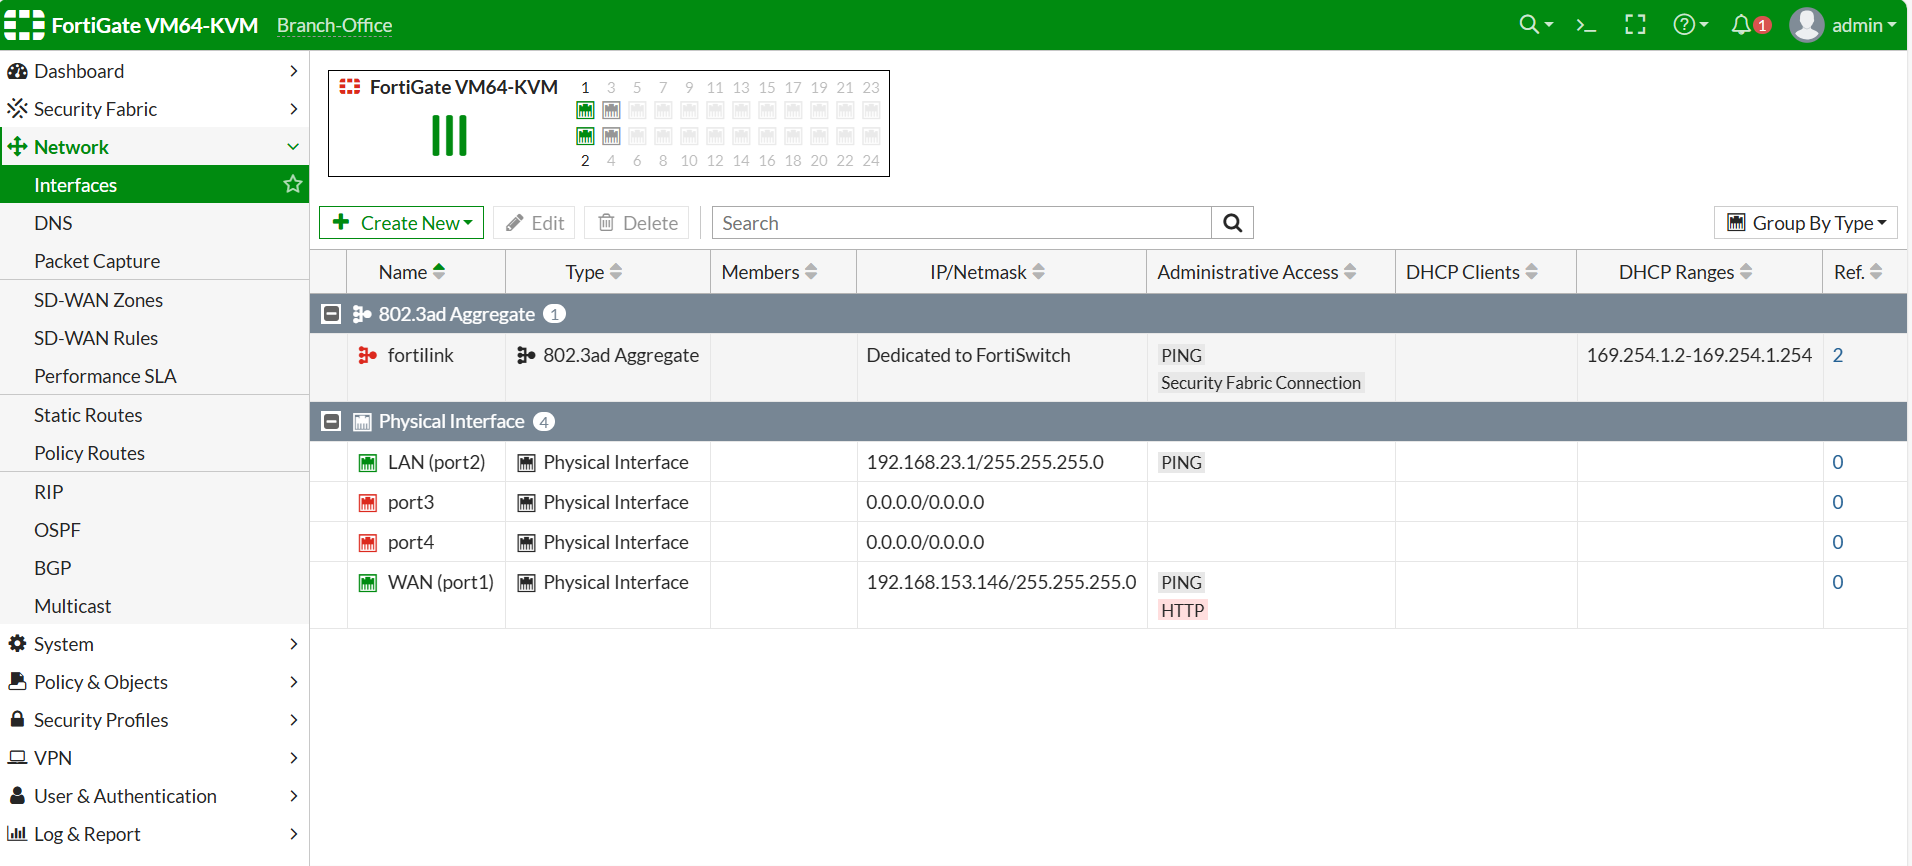 FortiGate VM64-KVM Branch-Office 1 admin
Dashboard
Security Fabric
Network
Interfaces
DNS
Packet Capture
SD-WAN Zones
SD-WAN Rules
Performance SLA
Static Routes
Policy Routes
RIP
OSPF
BGP
Multicast
System
Policy & Objects
Security Profiles
VPN
User & Authentication
Log & Report
FortiGate VM64-KVM
1 3 5 7 9 11 13 15 17 19 21 23
2 4 6 8 10 12 14 16 18 20 22 24
Create New Edit Delete Search Group By Type
Name Type Members IP/Netmask Administrative Access DHCP Clients DHCP Ranges Ref.
802.3ad Aggregate 1
fortilink 802.3ad Aggregate Dedicated to FortiSwitch PING 169.254.1.2-169.254.1.254 2
Security Fabric Connection
Physical Interface 4
LAN (port2) Physical Interface 192.168.23.1/255.255.255.0 PING 0
port3 Physical Interface 0.0.0.0/0.0.0.0 0
port4 Physical Interface 0.0.0.0/0.0.0.0 0
WAN (port1) Physical Interface 192.168.153.146/255.255.255.0 PING 0
HTTP